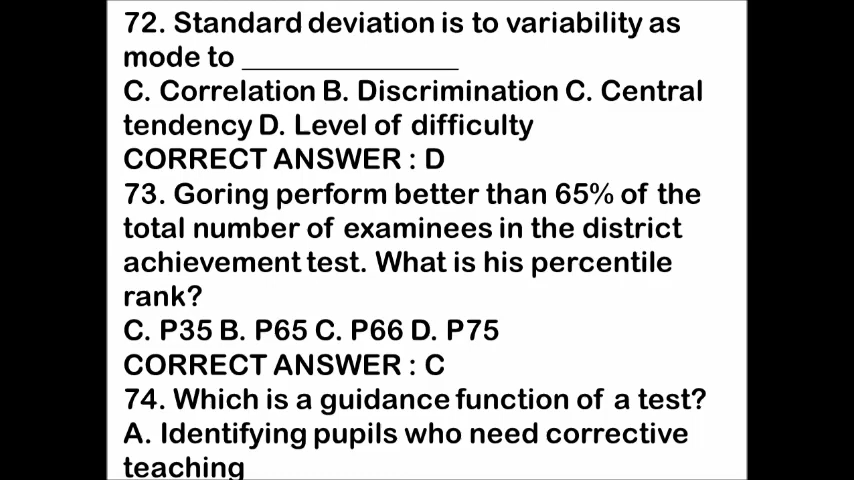 72. Standard deviation is to variability as
mode to _______________
C. Correlation B. Discrimination C. Central
tendency D. Level of difficulty
CORRECT ANSWER : D
73. Goring perform better than 65% of the
total number of examinees in the district
achievement test. What is his percentile
rank?
C. P35 B. P65 C. P66 D. P75
CORRECT ANSWER : C
74. Which is a guidance function of a test?
A. Identifying pupils who need corrective
teaching